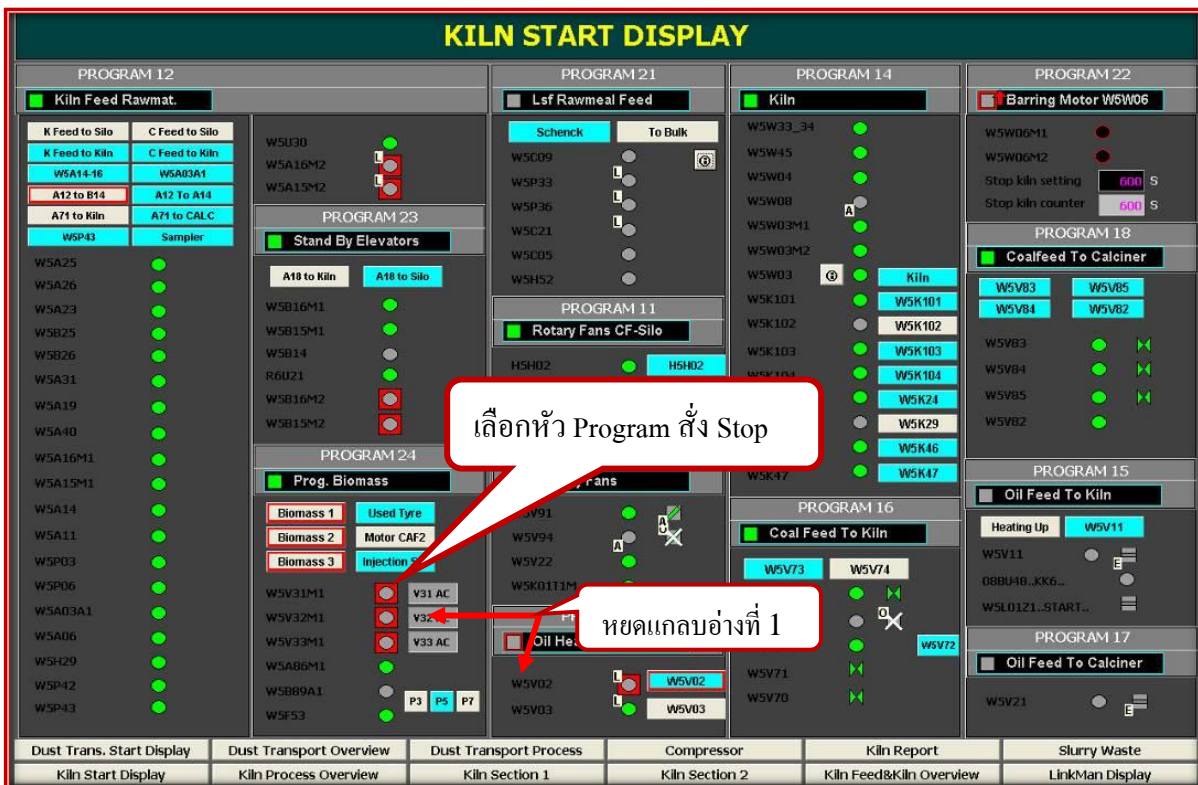 KILN START DISPLAY
PROGRAM 12
Kiln Feed Rawmat.
K Feed to Silo
C Feed to Silo
K Feed to Kiln
C Feed to Kiln
W5A14-16
W5A03A1
A12 to B14
A12 To A14
A71 to Kiln
A71 to CALC
W5P43
Sampler
W5A25
W5A26
W5A23
W5B25
W5B26
W5A31
W5A19
W5A40
W5A16M1
W5A15M1
W5A14
W5A11
W5P03
W5P06
W5A03A1
W5A06
W5H29
W5P42
W5P43
W5U30
W5A16M2
L
W5A15M2
L
PROGRAM 23
Stand By Elevators
A18 to Kiln
A18 to Silo
W5B16M1
W5B15M1
W5B14
R6U21
W5B16M2
W5B15M2
PROGRAM 24
Prog. Biomass
Biomass 1
Used Tyre
Biomass 2
Motor CAF2
Biomass 3
Injection
W5V31M1
V31 AC
W5V32M1
W5V33M1
V33 AC
W5A86M1
W5B89A1
P3
P5
P7
W5F53
PROGRAM 21
Lsf Rawmeal Feed
Schenck
To Bulk
W5C09
W5P33
L
W5P36
L
W5C21
L
W5C05
W5H52
PROGRAM 11
Rotary Fans CF-Silo
H5H02
H5H02
เลือกหัว Program สั่ง Stop
Fans
W5V94
A
W5V22
W5K01T1M
หยดแกลบอ่างที่ 1
W5V02
L
W5V02
W5V03
L
W5V03
PROGRAM 14
Kiln
W5W33_34
W5W45
W5W04
W5W08
A
W5W03M1
W5W03M2
W5W03
Kiln
W5K101
W5K101
W5K102
W5K102
W5K103
W5K103
W5K104
W5K24
W5K29
W5K46
W5K47
W5K47
PROGRAM 16
Coal Feed To Kiln
W5V73
W5V74
O
W5V72
W5V71
W5V70
PROGRAM 22
Barring Motor W5W06
W5W06M1
W5W06M2
Stop kiln setting
600 S
Stop kiln counter
600 S
PROGRAM 18
Coalfeed To Calciner
W5V83
W5V85
W5V84
W5V82
W5V83
W5V84
W5V85
W5V82
PROGRAM 15
Oil Feed To Kiln
Heating Up
W5V11
W5V11
E
08BU48..KK6..
W5L01Z1..START..
PROGRAM 17
Oil Feed To Calciner
W5V21
E
Dust Trans. Start Display
Dust Transport Overview
Dust Transport Process
Compressor
Kiln Report
Slurry Waste
Kiln Start Display
Kiln Process Overview
Kiln Section 1
Kiln Section 2
Kiln Feed&Kiln Overview
LinkMan Display